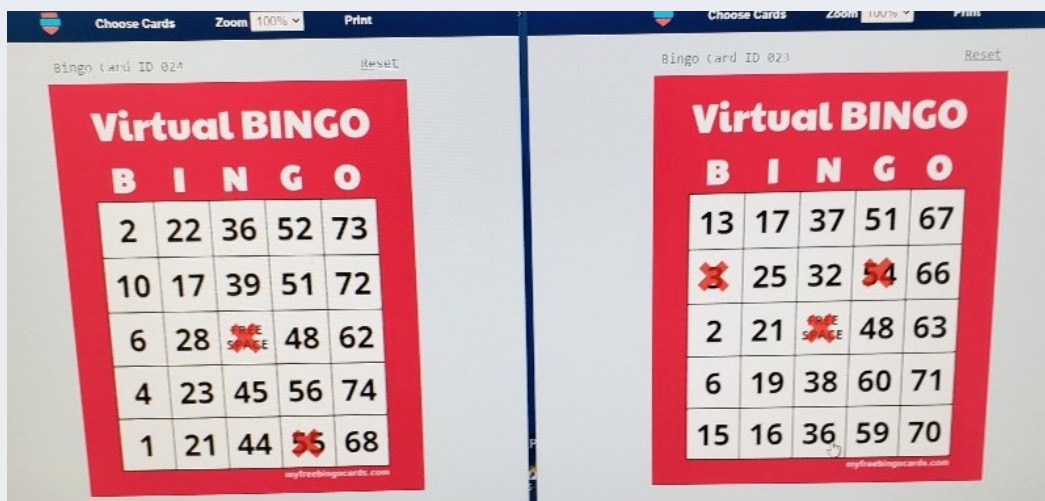 Choose Cards Zoom 100% Print
Bingo Card ID 024 Reset
Virtual BINGO
B I N G O
2 22 36 52 73
10 17 39 51 72
6 28 FREE SPACE 48 62
4 23 45 56 74
1 21 44 55 68
myfreebingocards.com
Choose Cards Zoom 100% Print
Bingo Card ID 023 Reset
Virtual BINGO
B I N G O
13 17 37 51 67
3 25 32 54 66
2 21 FREE SPACE 48 63
6 19 38 60 71
15 16 36 59 70
myfreebingocards.com